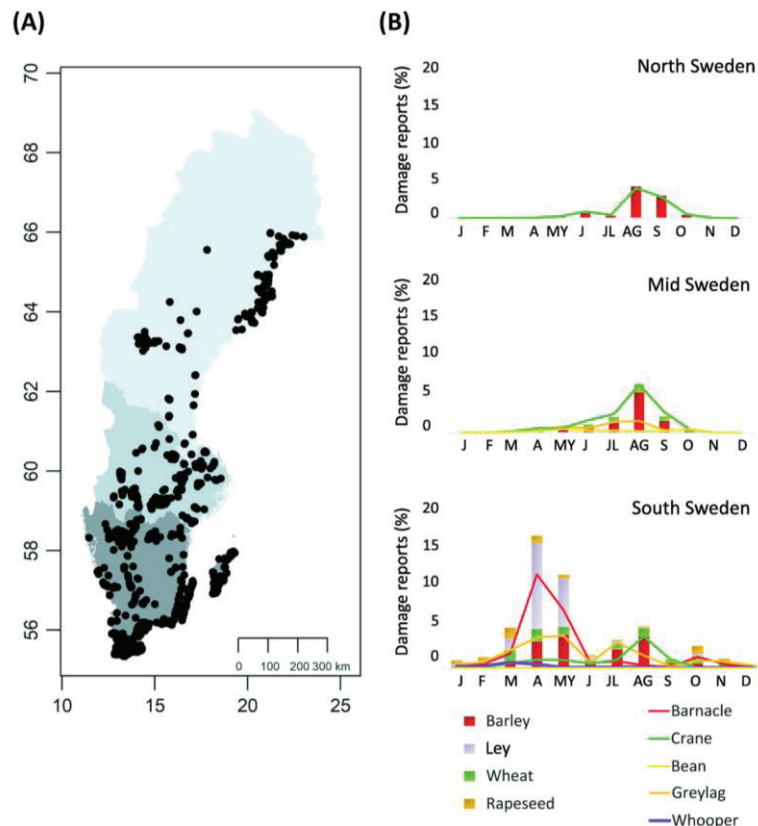 (A)
70
68
66
64
62
60
58
56
10
15
20
25
0 100 200 300 km
(B)
North Sweden
Damage reports (%)
20
15
10
5
0
J F M A MY J JL AG S O N D
Mid Sweden
Damage reports (%)
20
15
10
5
0
J F M A MY J JL AG S O N D
South Sweden
Damage reports (%)
20
15
10
5
0
J F M A MY J JL AG S O N D
Barley
Ley
Wheat
Rapeseed
Barnacle
Crane
Bean
Greylag
Whooper